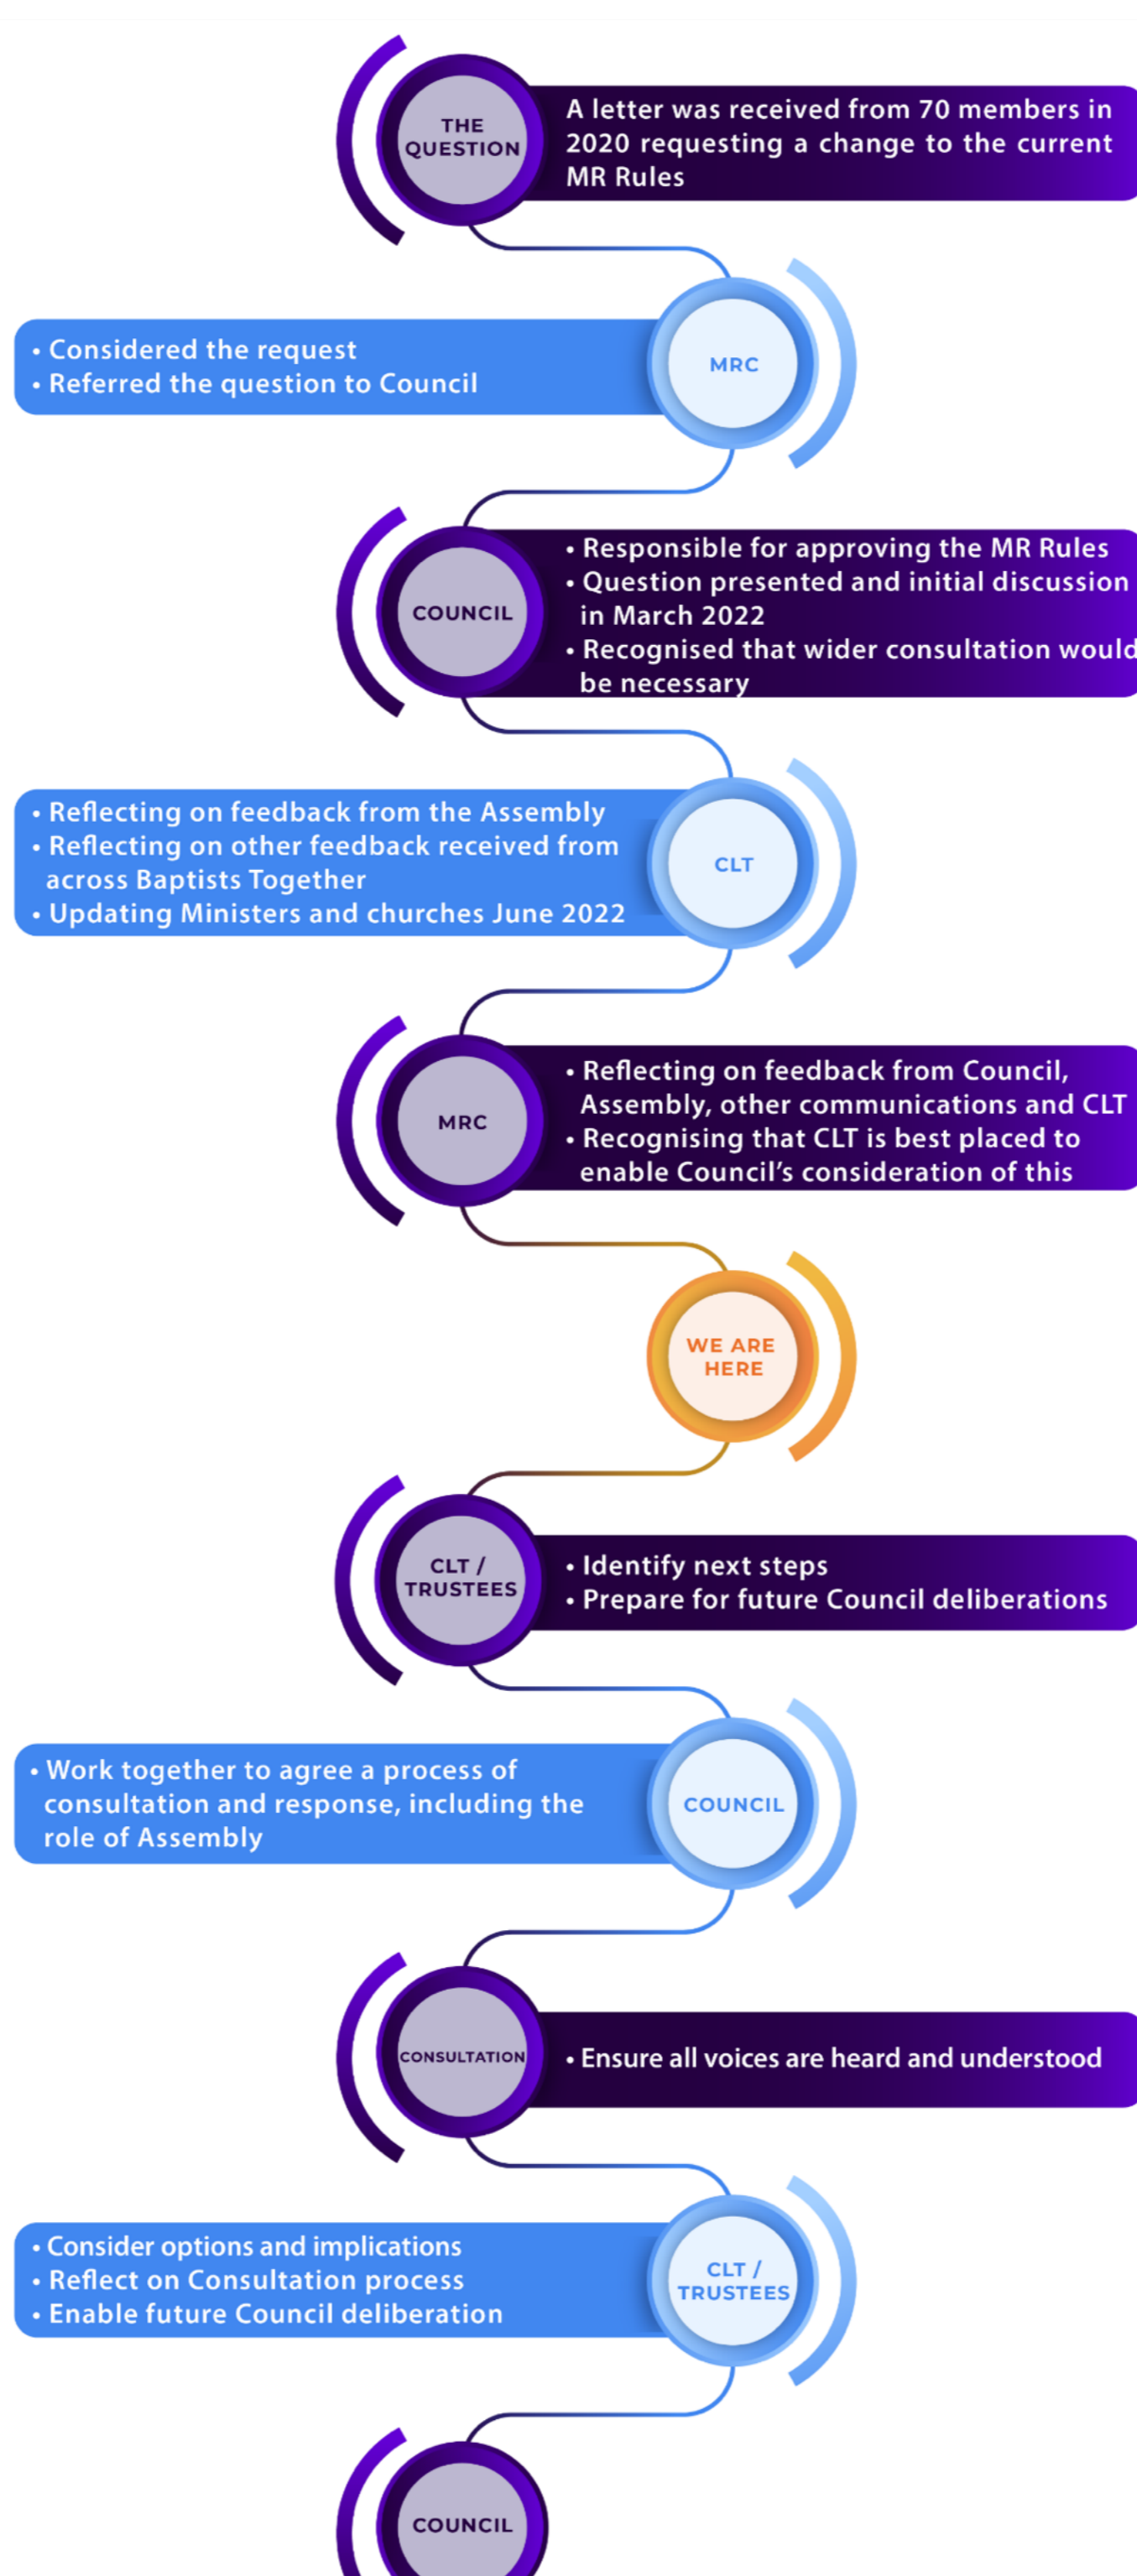 THE
QUESTION
A letter was received from 70 members in
2020 requesting a change to the current
MR Rules
MRC
• Considered the request
• Referred the question to Council
COUNCIL
• Responsible for approving the MR Rules
• Question presented and initial discussion
in March 2022
• Recognised that wider consultation would
be necessary
CLT
• Reflecting on feedback from the Assembly
• Reflecting on other feedback received from
across Baptists Together
• Updating Ministers and churches June 2022
MRC
• Reflecting on feedback from Council,
Assembly, other communications and CLT
• Recognising that CLT is best placed to
enable Council’s consideration of this
WE ARE
HERE
CLT /
TRUSTEES
• Identify next steps
• Prepare for future Council deliberations
COUNCIL
• Work together to agree a process of
consultation and response, including the
role of Assembly
CONSULTATION
• Ensure all voices are heard and understood
CLT /
TRUSTEES
• Consider options and implications
• Reflect on Consultation process
• Enable future Council deliberation
COUNCIL